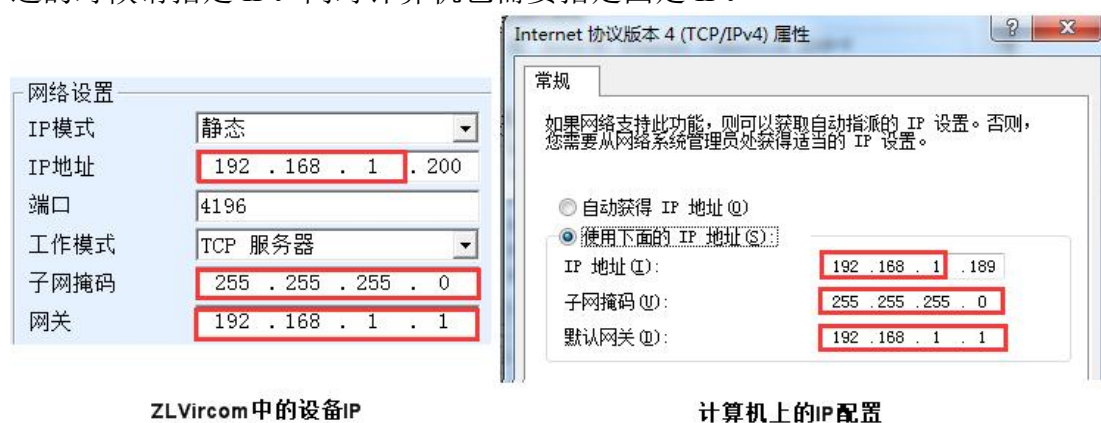 Internet 协议版本 4 (TCP/IPv4) 属性
网络设置
IP模式 静态
IP地址 192 . 168 . 1 . 200
端口 4196
工作模式 TCP 服务器
子网掩码 255 . 255 . 255 . 0
网关 192 . 168 . 1 . 1
常规
如果网络支持此功能，则可以获取自动指派的 IP 设置。否则，
您需要从网络系统管理员处获得适当的 IP 设置。
自动获得 IP 地址(O)
使用下面的 IP 地址(S):
IP 地址(I): 192 .168 . 1 .189
子网掩码(U): 255 .255 .255 . 0
默认网关(D): 192 .168 . 1 . 1
ZLVircom中的设备IP
计算机上的IP配置